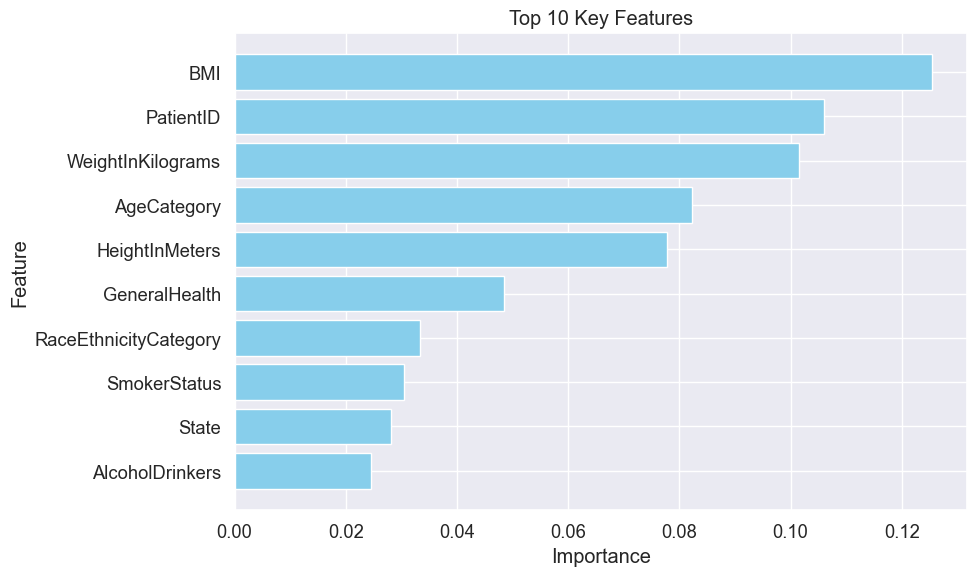 Top 10 Key Features
Feature
BMI
PatientID
WeightInKilograms
AgeCategory
HeightInMeters
GeneralHealth
RaceEthnicityCategory
SmokerStatus
State
AlcoholDrinkers
0.00 0.02 0.04 0.06 0.08 0.10 0.12
Importance